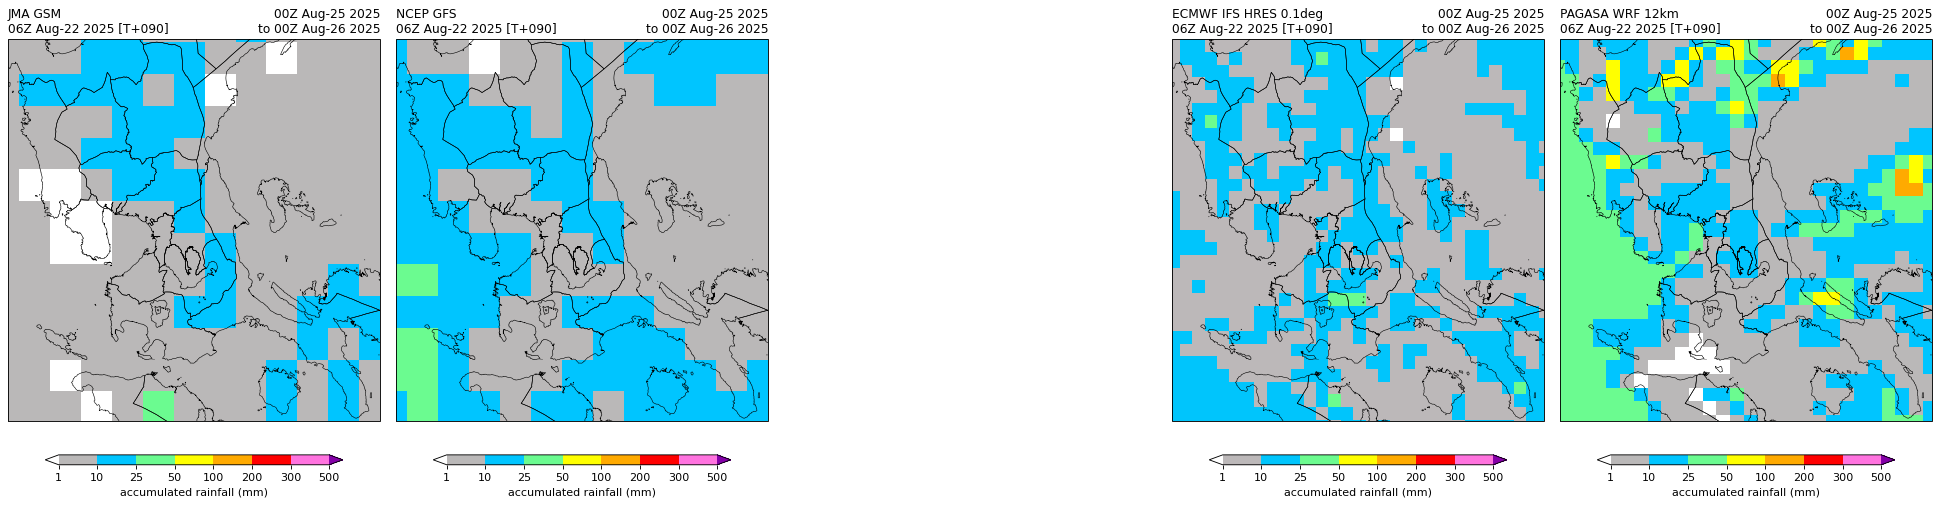 JMA GSM 00Z Aug-25 2025
06Z Aug-22 2025 [T+090] to 00Z Aug-26 2025
NCEP GFS 00Z Aug-25 2025
06Z Aug-22 2025 [T+090] to 00Z Aug-26 2025
ECMWF IFS HRES 0.1deg 00Z Aug-25 2025
06Z Aug-22 2025 [T+090] to 00Z Aug-26 2025
PAGASA WRF 12km 00Z Aug-25 2025
06Z Aug-22 2025 [T+090] to 00Z Aug-26 2025
1 10 25 50 100 200 300 500
accumulated rainfall (mm)
1 10 25 50 100 200 300 500
accumulated rainfall (mm)
1 10 25 50 100 200 300 500
accumulated rainfall (mm)
1 10 25 50 100 200 300 500
accumulated rainfall (mm)